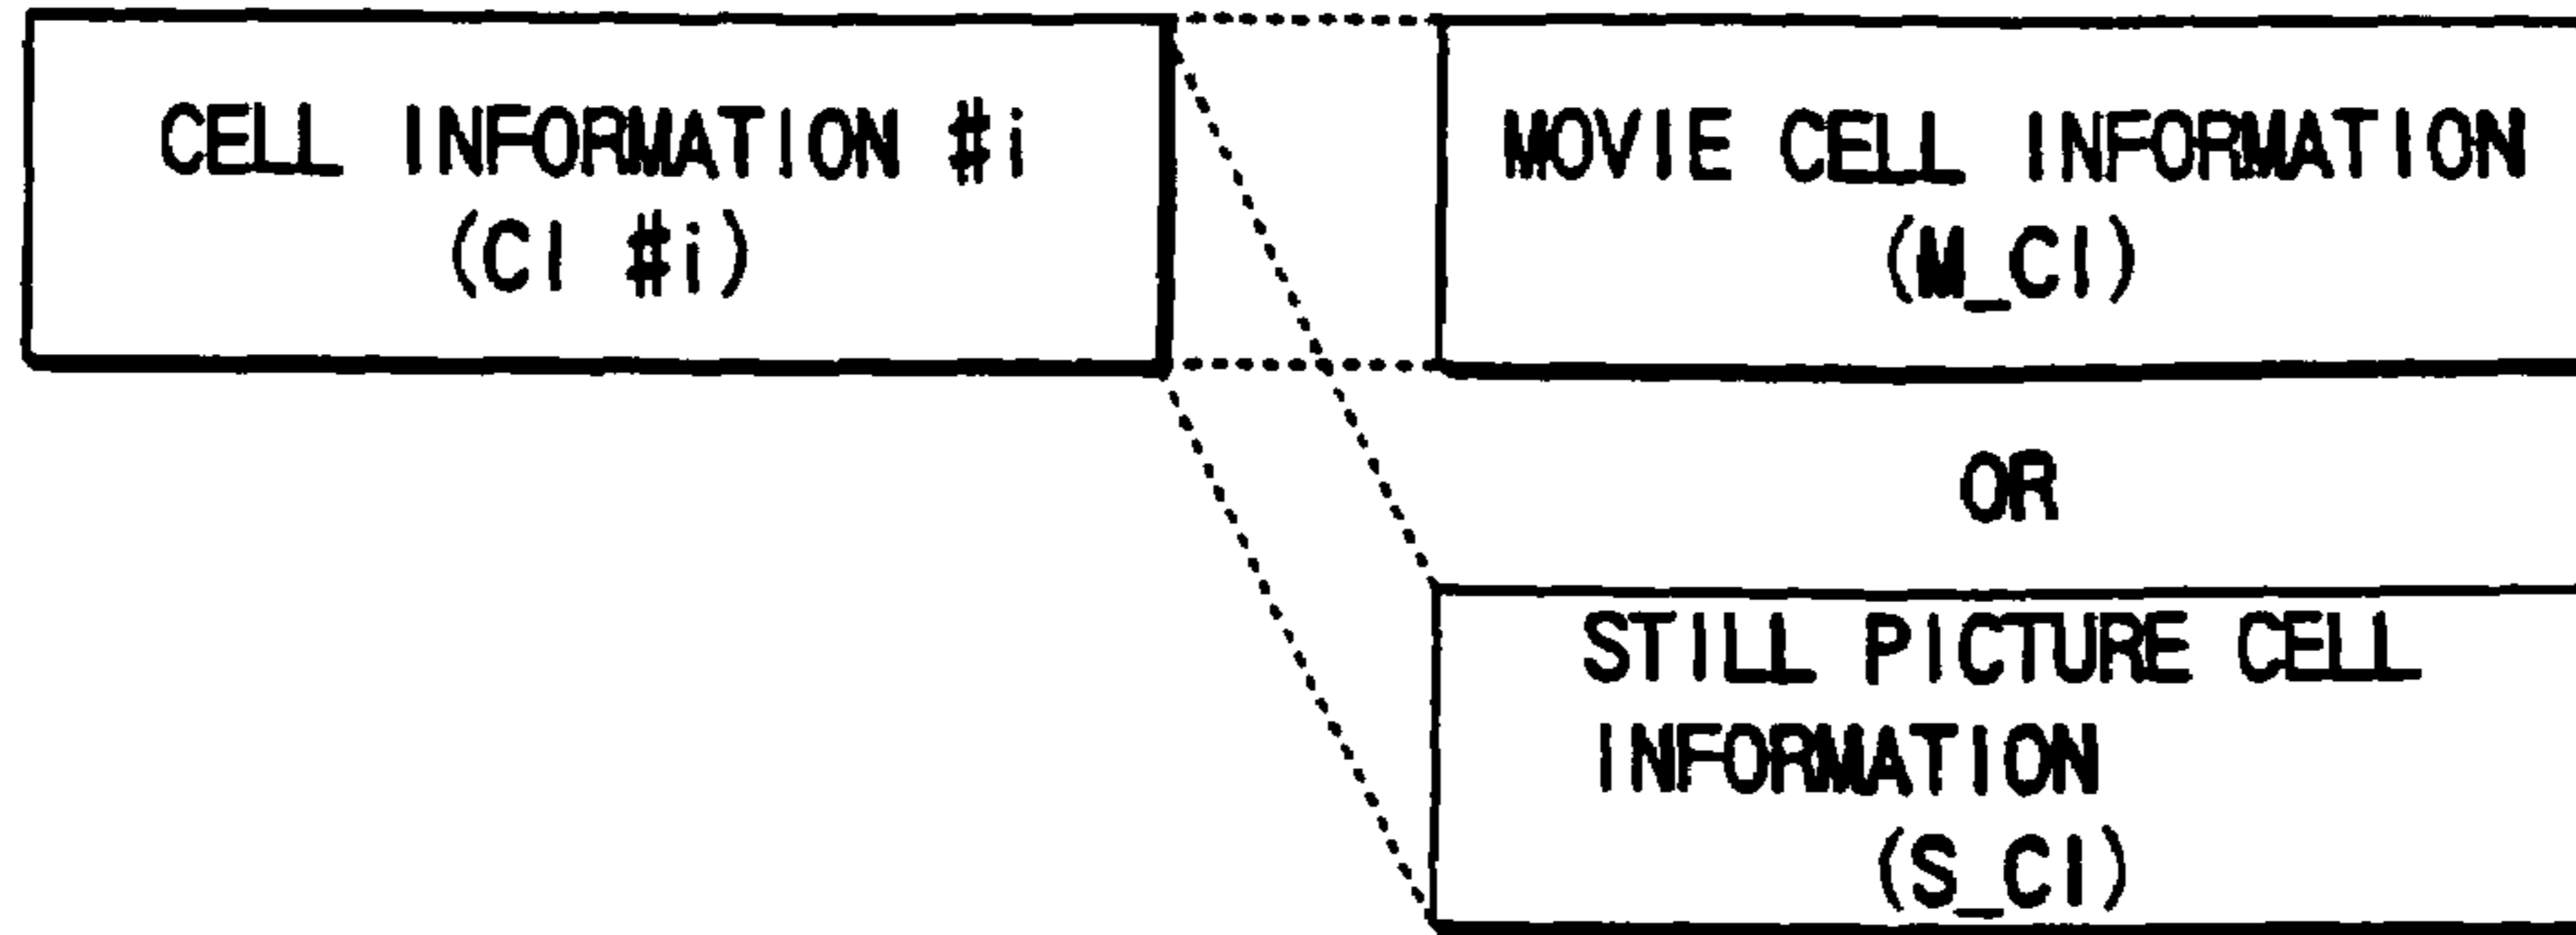 CELL INFORMATION #i
(CI #i)
MOVIE CELL INFORMATION
(M_CI)
OR
STILL PICTURE CELL
INFORMATION
(S_CI)